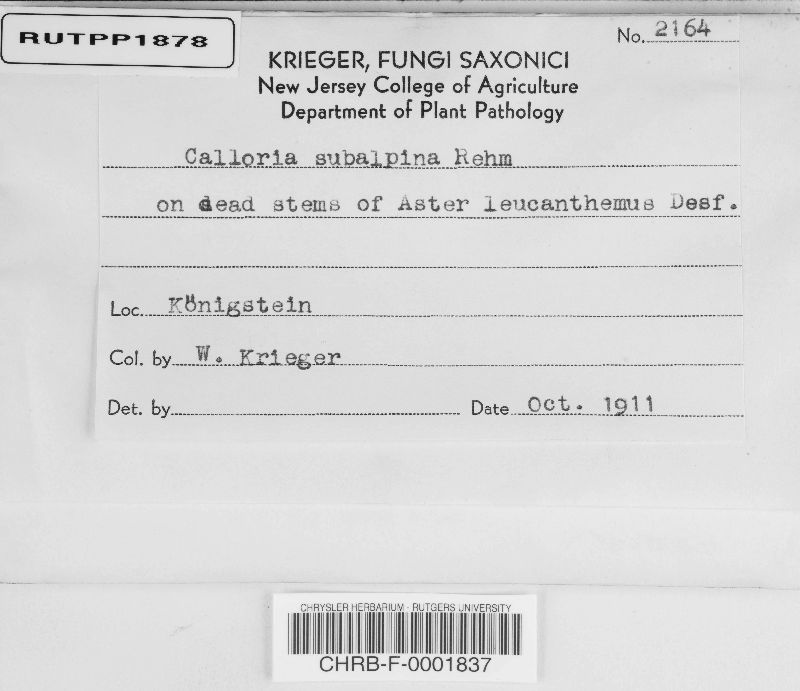 RUTPP1878
No. 2164
KRIEGER, FUNGI SAXONICI
New Jersey College of Agriculture
Department of Plant Pathology
Calloria subalpina Rehm
on dead stems of Aster leucanthemus Desf.
Loc. Königstein
Col. by W. Krieger
Det. by
Date Oct. 1911
CHRYSLER HERBARIUM - RUTGERS UNIVERSITY
CHRB-F-0001837